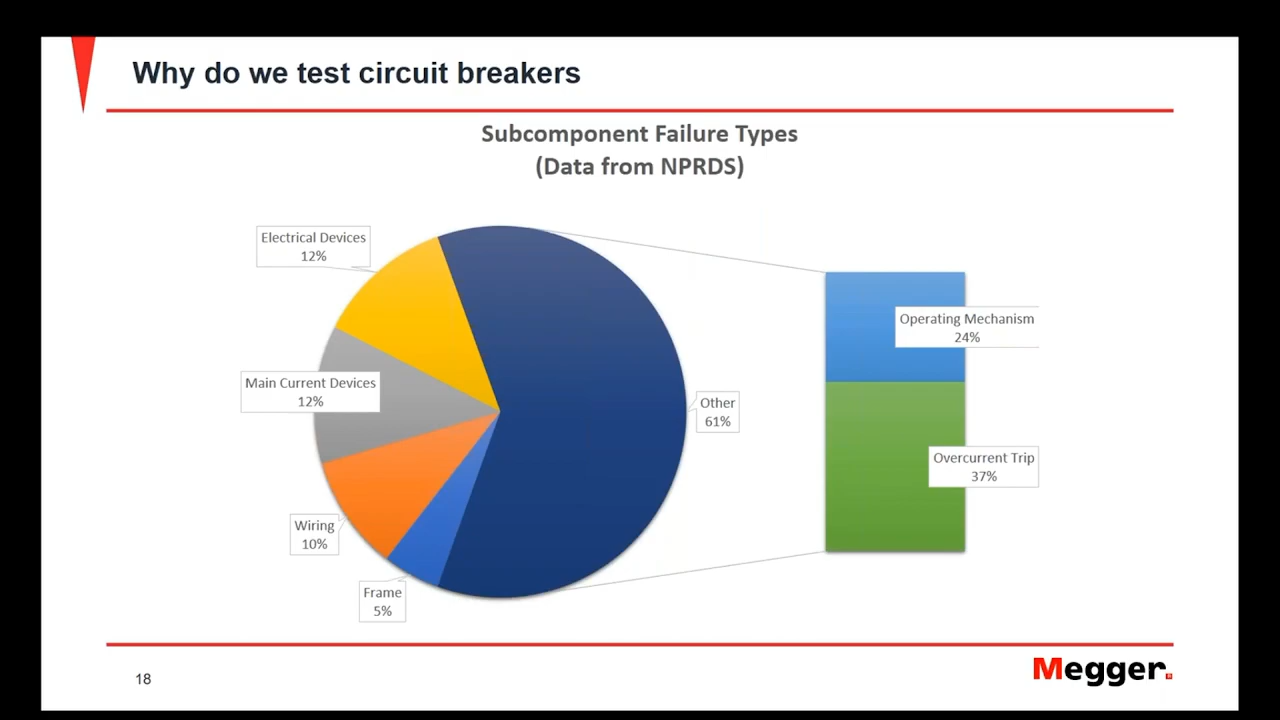 Why do we test circuit breakers
Subcomponent Failure Types
(Data from NPRDS)
Electrical Devices
12%
Main Current Devices
12%
Wiring
10%
Frame
5%
Other
61%
Operating Mechanism
24%
Overcurrent Trip
37%
18
Megger.